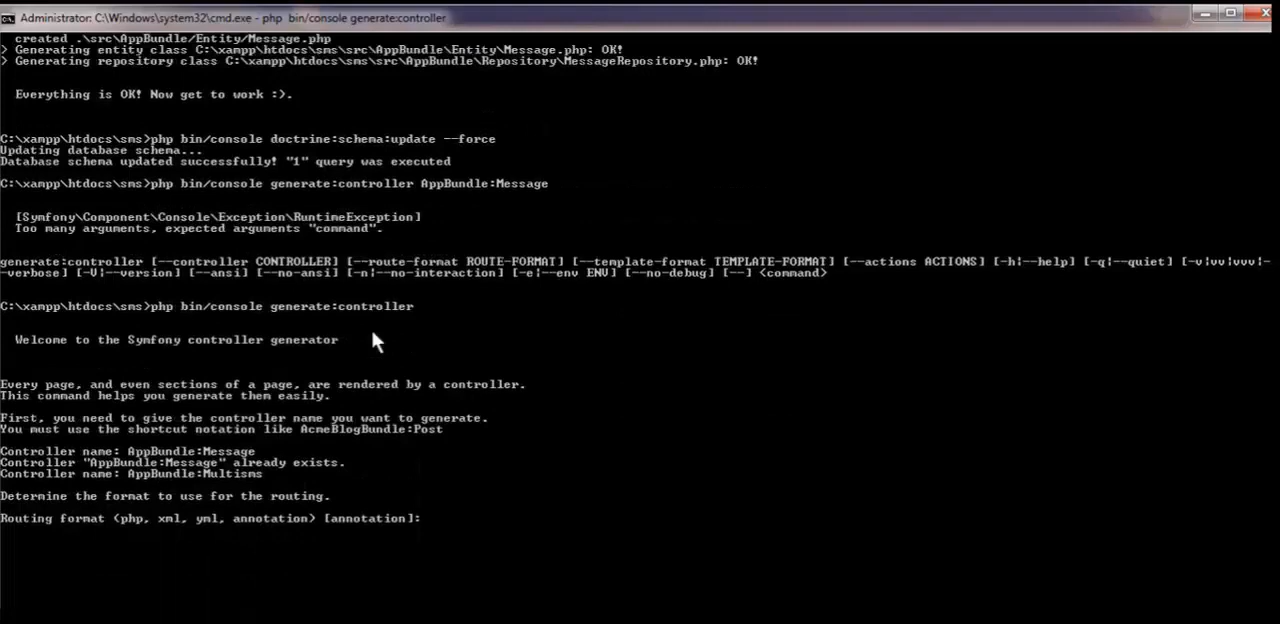 Administrator: C:\Windows\system32\cmd.exe - php  bin/console generate:controller
created .\src\AppBundle/Entity/Message.php
> Generating entity class C:\xampp\htdocs\sms\src\AppBundle\Entity\Message.php: OK!
> Generating repository class C:\xampp\htdocs\sms\src\AppBundle\Repository\MessageRepository.php: OK!
Everything is OK! Now get to work :).
C:\xampp\htdocs\sms>php bin/console doctrine:schema:update --force
Updating database schema...
Database schema updated successfully! "1" query was executed
C:\xampp\htdocs\sms>php bin/console generate:controller AppBundle:Message
[Symfony\Component\Console\Exception\RuntimeException]
Too many arguments, expected arguments "command".
generate:controller [--controller CONTROLLER] [--route-format ROUTE-FORMAT] [--template-format TEMPLATE-FORMAT] [--actions ACTIONS] [-h|--help] [-q|--quiet] [-v|vv|vvv|-
-verbose] [-V|--version] [--ansi] [--no-ansi] [-n|--no-interaction] [-e|--env ENV] [--no-debug] [--] <command>
C:\xampp\htdocs\sms>php bin/console generate:controller
Welcome to the Symfony controller generator
Every page, and even sections of a page, are rendered by a controller.
This command helps you generate them easily.
First, you need to give the controller name you want to generate.
You must use the shortcut notation like AcmeBlogBundle:Post
Controller name: AppBundle:Message
Controller "AppBundle:Message" already exists.
Controller name: AppBundle:Multisms
Determine the format to use for the routing.
Routing format (php, xml, yml, annotation) [annotation]: